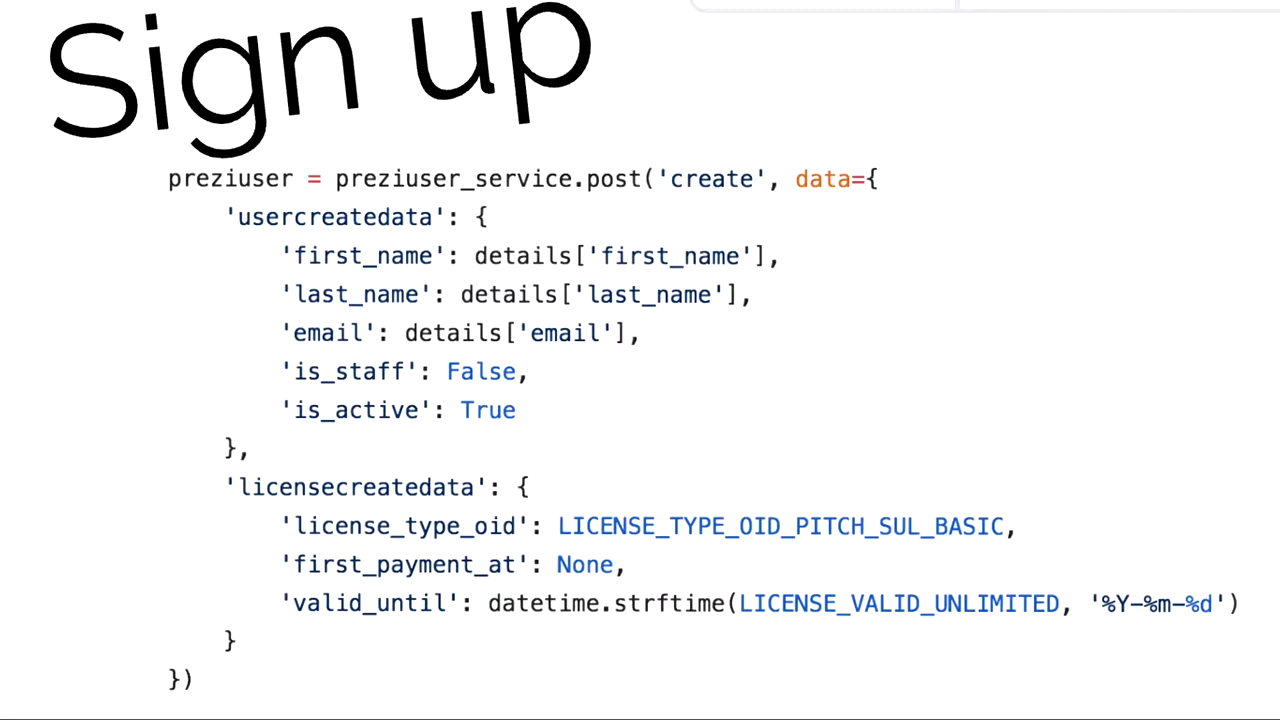 Sign up
preziuser = preziuser_service.post('create', data={
    'usercreatedata': {
        'first_name': details['first_name'],
        'last_name': details['last_name'],
        'email': details['email'],
        'is_staff': False,
        'is_active': True
    },
    'licensecreatedata': {
        'license_type_oid': LICENSE_TYPE_OID_PITCH_SUL_BASIC,
        'first_payment_at': None,
        'valid_until': datetime.strftime(LICENSE_VALID_UNLIMITED, '%Y-%m-%d')
    }
})